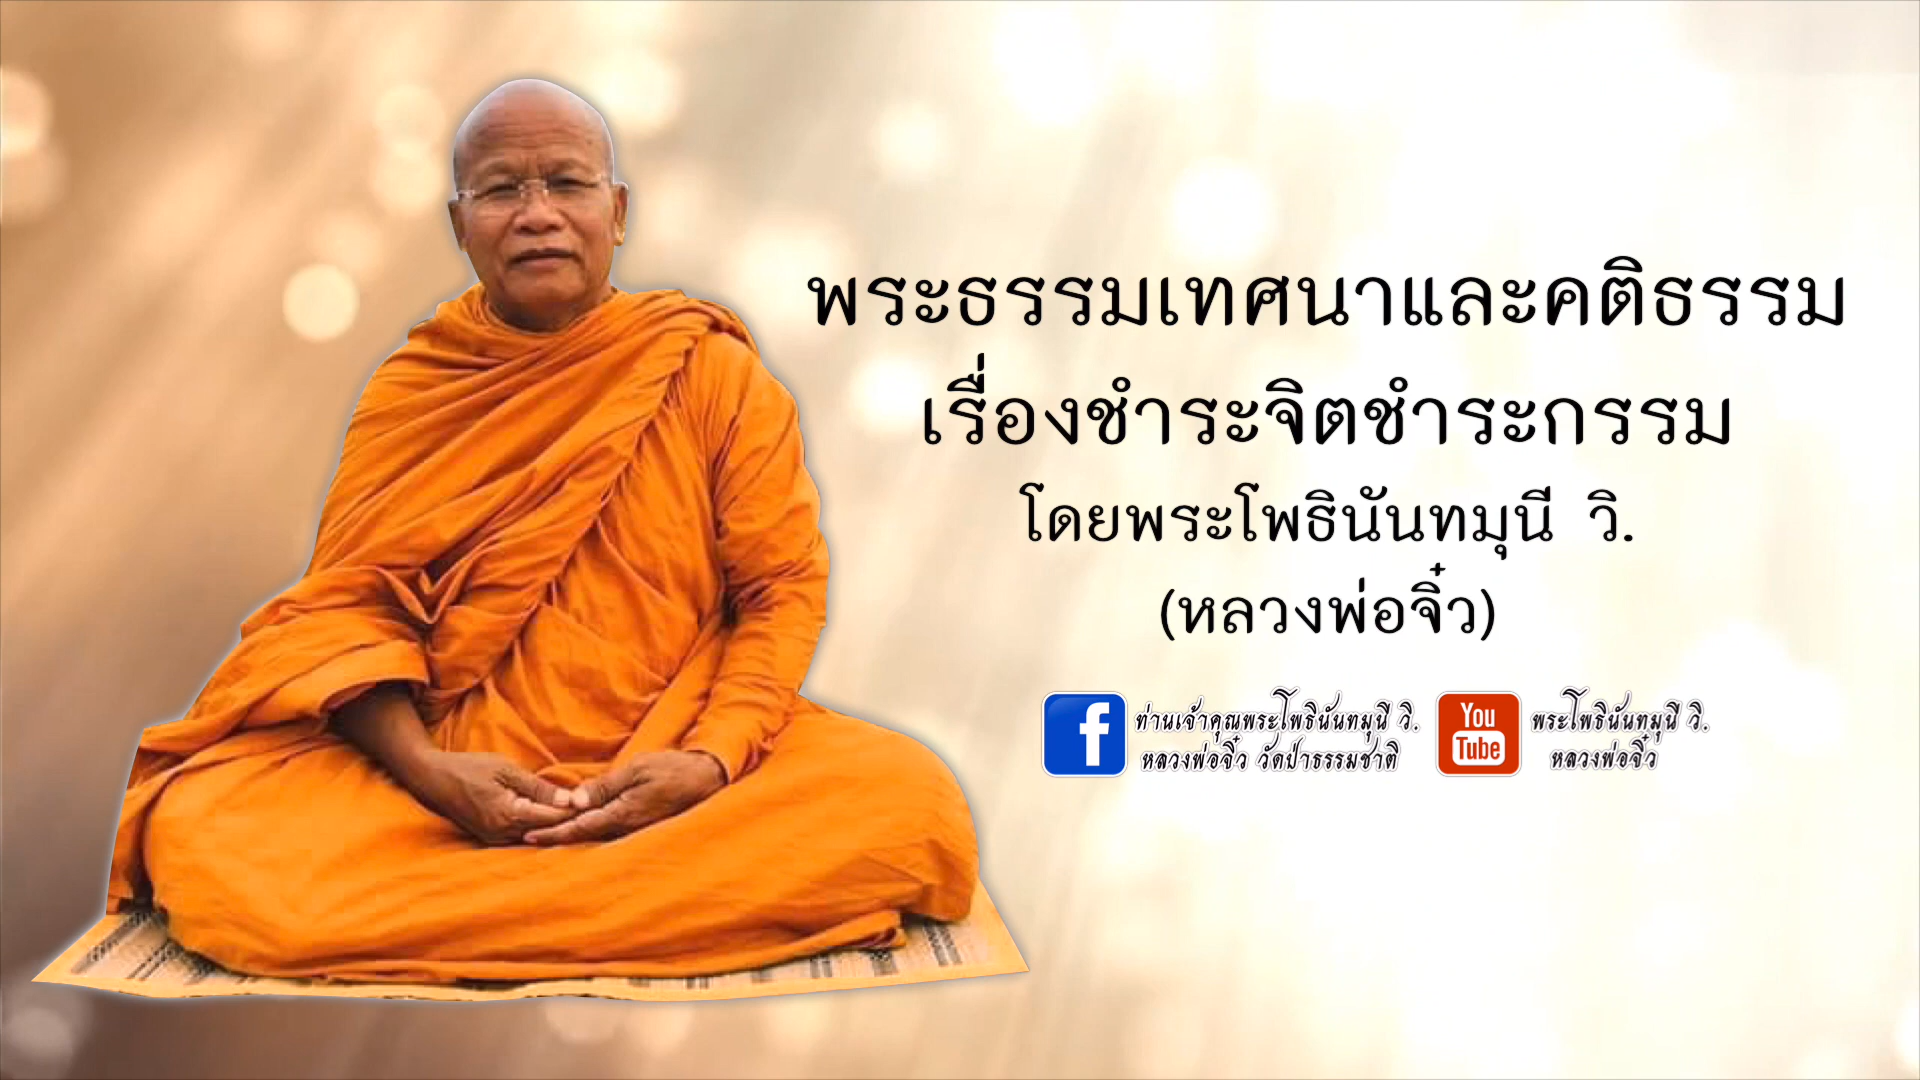 พระธรรมเทศนาและคติธรรม
เรื่องชำระจิตชำระกรรม
โดยพระโพธินันทมุนี วิ.
(หลวงพ่อจิ๋ว)
f ท่านเจ้าคุณพระโพธินันทมุนี วิ.
หลวงพ่อจิ๋ว วัดป่าธรรมชาติ
You Tube พระโพธินันทมุนี วิ.
หลวงพ่อจิ๋ว